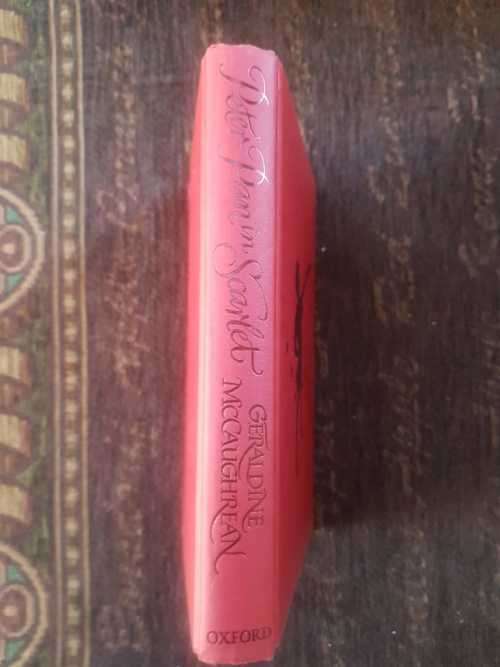 Peter Pan in Scarlet
GERALDINE
McCAUGHREAN
OXFORD